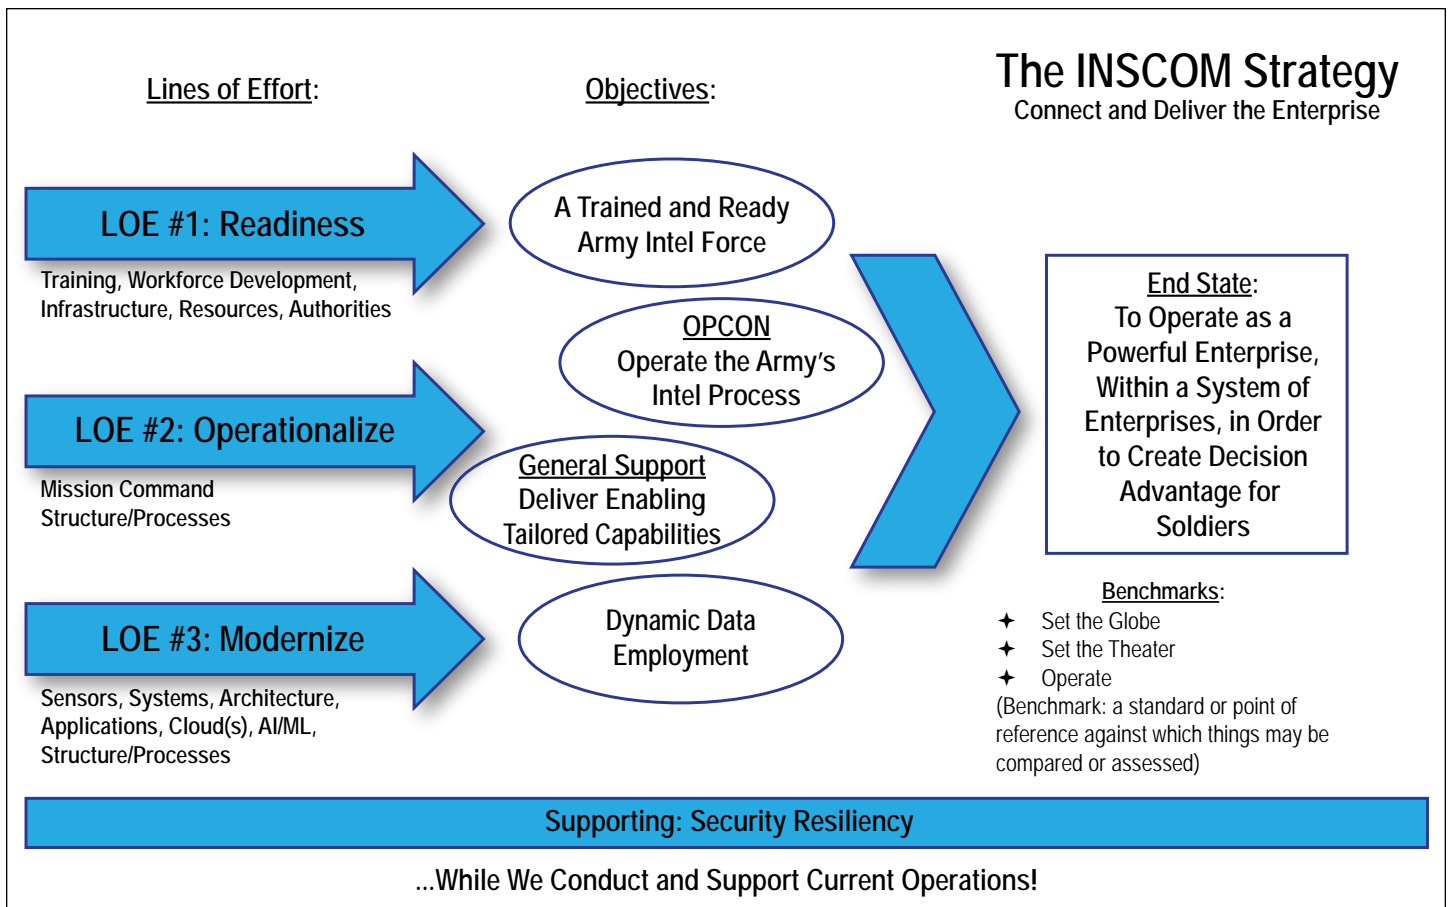 The INSCOM Strategy
Connect and Deliver the Enterprise
Lines of Effort:
LOE #1: Readiness
Training, Workforce Development,
Infrastructure, Resources, Authorities
LOE #2: Operationalize
Mission Command
Structure/Processes
LOE #3: Modernize
Sensors, Systems, Architecture,
Applications, Cloud(s), AI/ML,
Structure/Processes
Objectives:
A Trained and Ready
Army Intel Force
OPCON
Operate the Army’s
Intel Process
General Support
Deliver Enabling
Tailored Capabilities
Dynamic Data
Employment
End State:
To Operate as a
Powerful Enterprise,
Within a System of
Enterprises, in Order
to Create Decision
Advantage for
Soldiers
Benchmarks:
✦ Set the Globe
✦ Set the Theater
✦ Operate
(Benchmark: a standard or point of
reference against which things may be
compared or assessed)
Supporting: Security Resiliency
...While We Conduct and Support Current Operations!